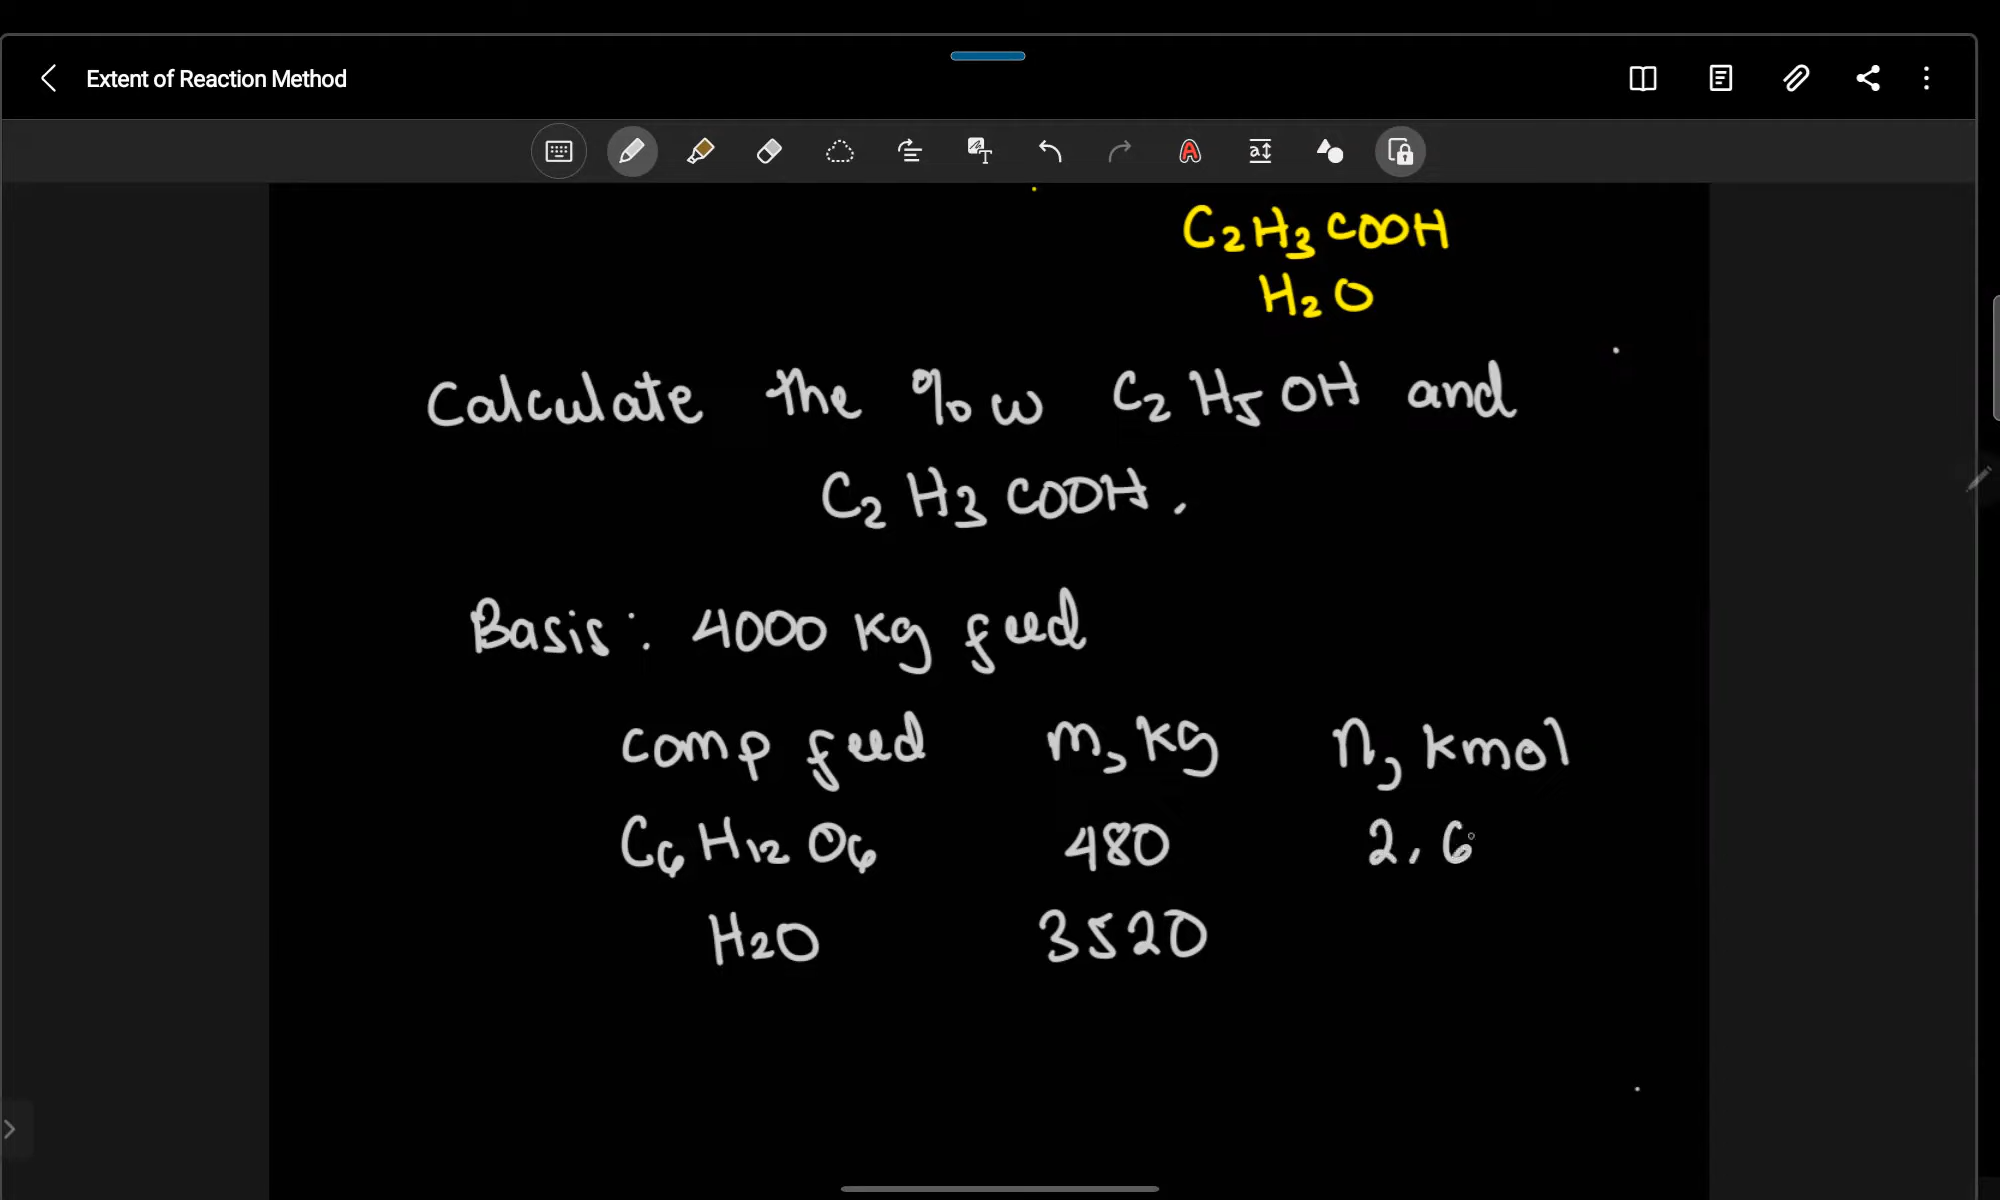 Extent of Reaction Method
C2H3COOH
H2O
Calculate the %w C2H5OH and
C2H3COOH.
Basis: 4000 kg feed
comp feed m, kg n, kmol
C6H12O6 480 2,6
H2O 3520